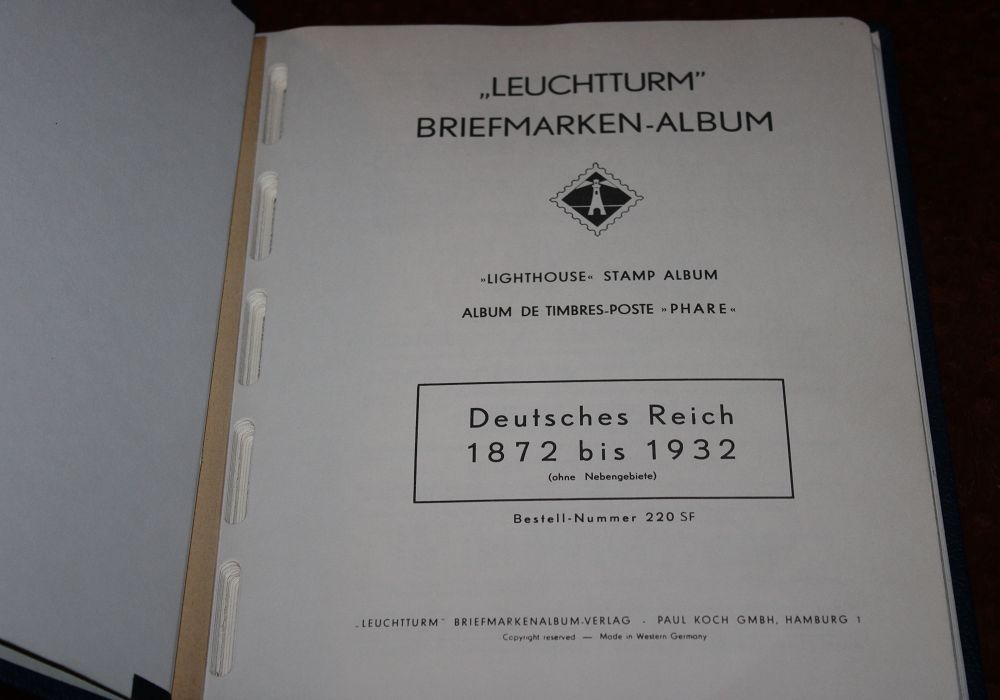 „LEUCHTTURM”
BRIEFMARKEN-ALBUM
»LIGHTHOUSE« STAMP ALBUM
ALBUM DE TIMBRES-POSTE »PHARE«
Deutsches Reich
1872 bis 1932
(ohne Nebengebiete)
Bestell-Nummer 220 SF
„LEUCHTTURM” BRIEFMARKENALBUM-VERLAG · PAUL KOCH GMBH, HAMBURG 1
Copyright reserved — Made in Western Germany